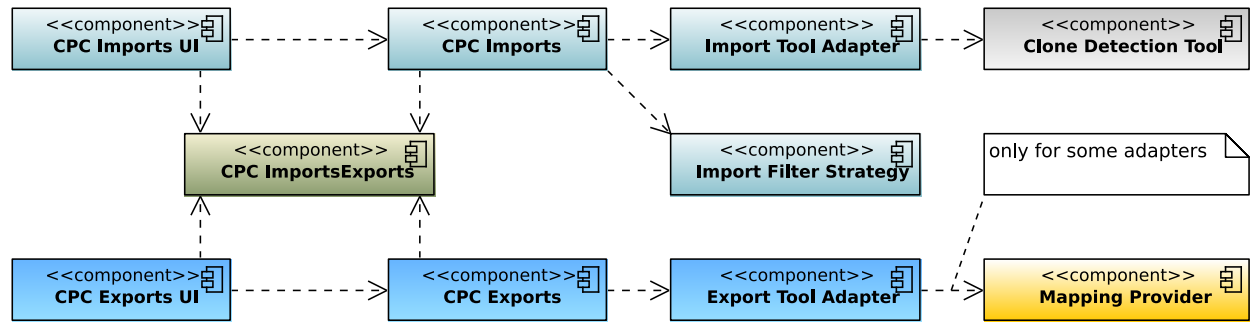 <<component>>
CPC Imports UI
<<component>>
CPC Imports
<<component>>
Import Tool Adapter
<<component>>
Clone Detection Tool
<<component>>
CPC ImportsExports
<<component>>
Import Filter Strategy
only for some adapters
<<component>>
CPC Exports UI
<<component>>
CPC Exports
<<component>>
Export Tool Adapter
<<component>>
Mapping Provider